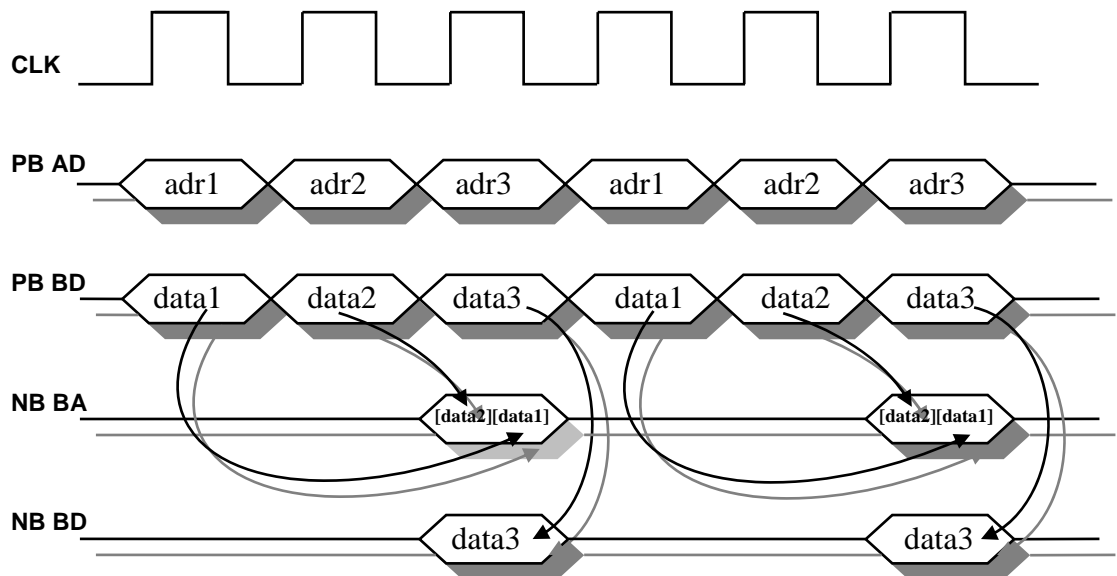 CLK
PB AD adr1 adr2 adr3 adr1 adr2 adr3
PB BD data1 data2 data3 data1 data2 data3
NB BA [data2][data1] [data2][data1]
NB BD data3 data3